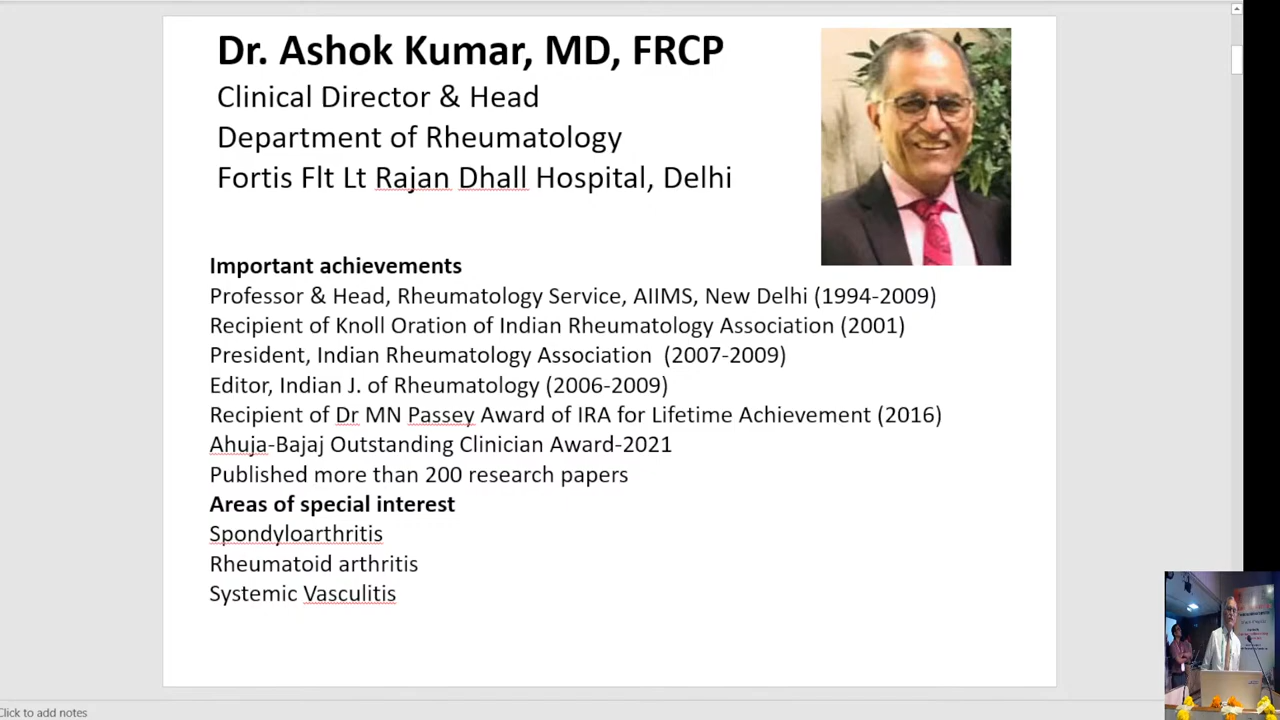 Dr. Ashok Kumar, MD, FRCP
Clinical Director & Head
Department of Rheumatology
Fortis Flt Lt Rajan Dhall Hospital, Delhi
Important achievements
Professor & Head, Rheumatology Service, AIIMS, New Delhi (1994-2009)
Recipient of Knoll Oration of Indian Rheumatology Association (2001)
President, Indian Rheumatology Association (2007-2009)
Editor, Indian J. of Rheumatology (2006-2009)
Recipient of Dr MN Passey Award of IRA for Lifetime Achievement (2016)
Ahuja-Bajaj Outstanding Clinician Award-2021
Published more than 200 research papers
Areas of special interest
Spondyloarthritis
Rheumatoid arthritis
Systemic Vasculitis
Click to add notes